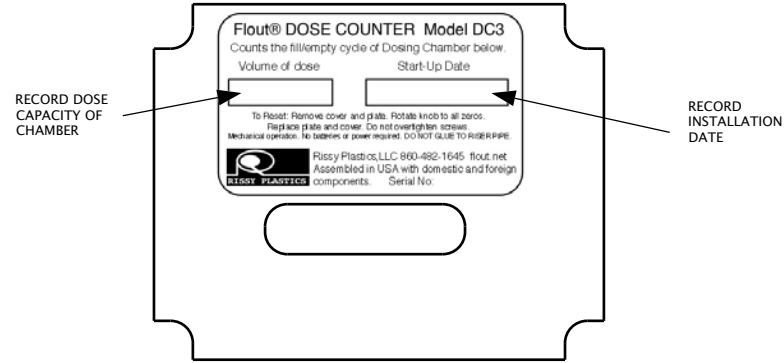 Flout® DOSE COUNTER Model DC3
Counts the fill/empty cycle of Dosing Chamber below.
Volume of dose Start-Up Date
RECORD DOSE
CAPACITY OF
CHAMBER
RECORD
INSTALLATION
DATE
To Reset: Remove cover and plate. Rotate knob to all zeros.
Replace plate and cover. Do not overtighten screws.
Mechanical operation. No batteries or power required. DO NOT GLUE TO RISER PIPE.
Rissy Plastics,LLC 860-482-1645 flout.net
Assembled in USA with domestic and foreign
components. Serial No:
R
RISSY PLASTICS